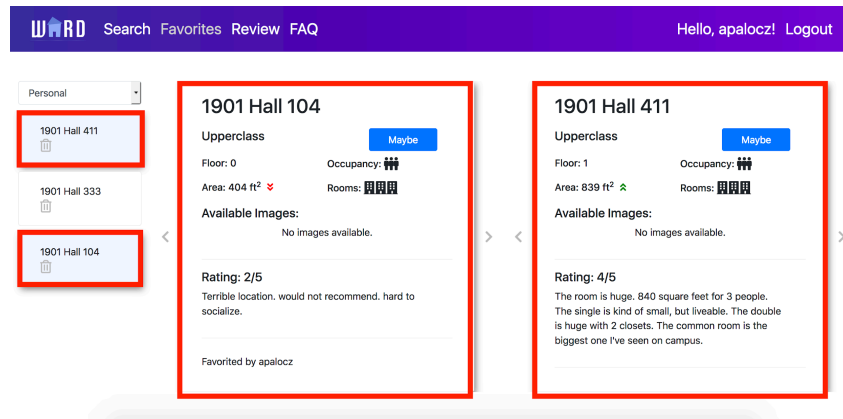 WARD Search Favorites Review FAQ Hello, apalocz! Logout
Personal
1901 Hall 411
1901 Hall 333
1901 Hall 104
1901 Hall 104
Upperclass Maybe
Floor: 0 Occupancy:
Area: 404 ft² Rooms:
Available Images:
No images available.
Rating: 2/5
Terrible location. would not recommend. hard to
socialize.
Favorited by apalocz
1901 Hall 411
Upperclass Maybe
Floor: 1 Occupancy:
Area: 839 ft² Rooms:
Available Images:
No images available.
Rating: 4/5
The room is huge. 840 square feet for 3 people.
The single is kind of small, but liveable. The double
is huge with 2 closets. The common room is the
biggest one I've seen on campus.